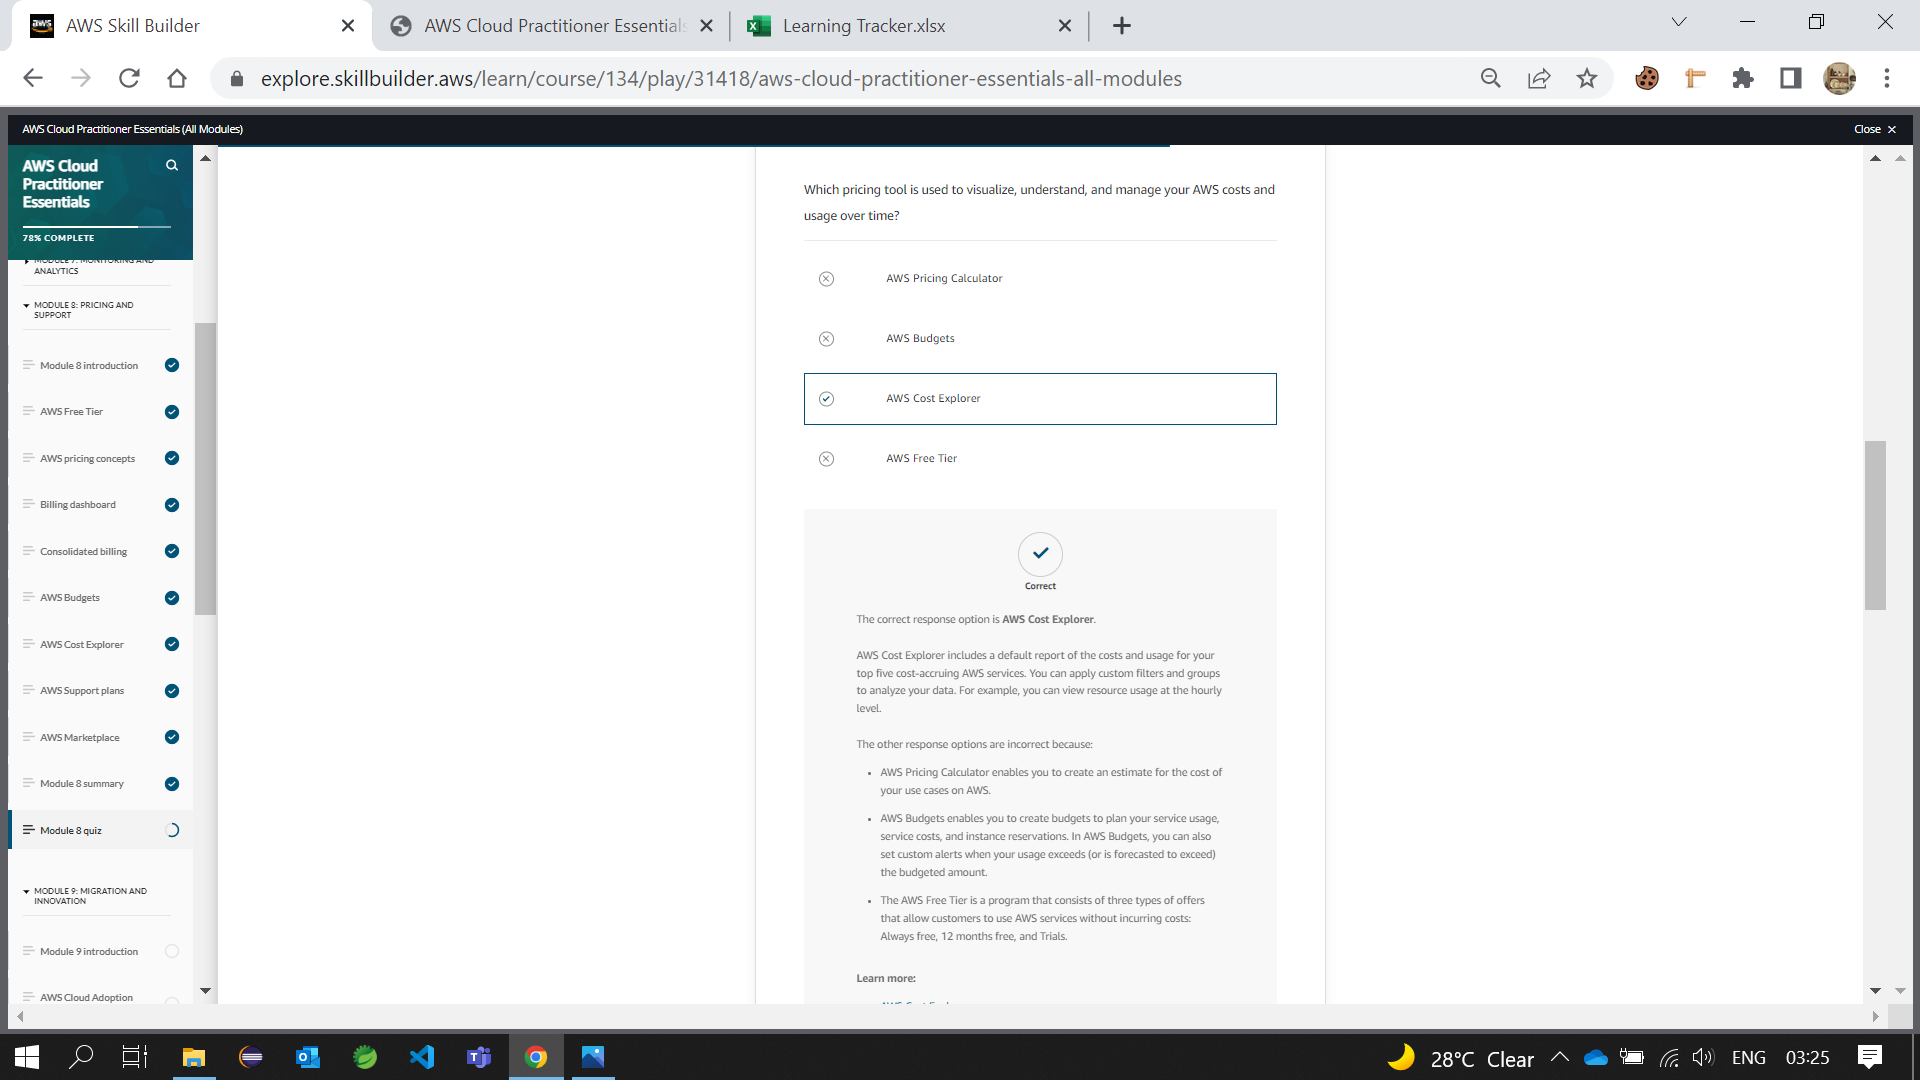 AWS Skill Builder
AWS Cloud Practitioner Essentials
Learning Tracker.xlsx
explore.skillbuilder.aws/learn/course/134/play/31418/aws-cloud-practitioner-essentials-all-modules
AWS Cloud Practitioner Essentials (All Modules)
Close
AWS Cloud
Practitioner
Essentials
78% COMPLETE
MODULE 7: MONITORING AND
ANALYTICS
MODULE 8: PRICING AND
SUPPORT
Module 8 introduction
AWS Free Tier
AWS pricing concepts
Billing dashboard
Consolidated billing
AWS Budgets
AWS Cost Explorer
AWS Support plans
AWS Marketplace
Module 8 summary
Module 8 quiz
MODULE 9: MIGRATION AND
INNOVATION
Module 9 introduction
AWS Cloud Adoption
Which pricing tool is used to visualize, understand, and manage your AWS costs and
usage over time?
AWS Pricing Calculator
AWS Budgets
AWS Cost Explorer
AWS Free Tier
Correct
The correct response option is AWS Cost Explorer.
AWS Cost Explorer includes a default report of the costs and usage for your
top five cost-accruing AWS services. You can apply custom filters and groups
to analyze your data. For example, you can view resource usage at the hourly
level.
The other response options are incorrect because:
• AWS Pricing Calculator enables you to create an estimate for the cost of
your use cases on AWS.
• AWS Budgets enables you to create budgets to plan your service usage,
service costs, and instance reservations. In AWS Budgets, you can also
set custom alerts when your usage exceeds (or is forecasted to exceed)
the budgeted amount.
• The AWS Free Tier is a program that consists of three types of offers
that allow customers to use AWS services without incurring costs:
Always free, 12 months free, and Trials.
Learn more:
28°C Clear
ENG
03:25